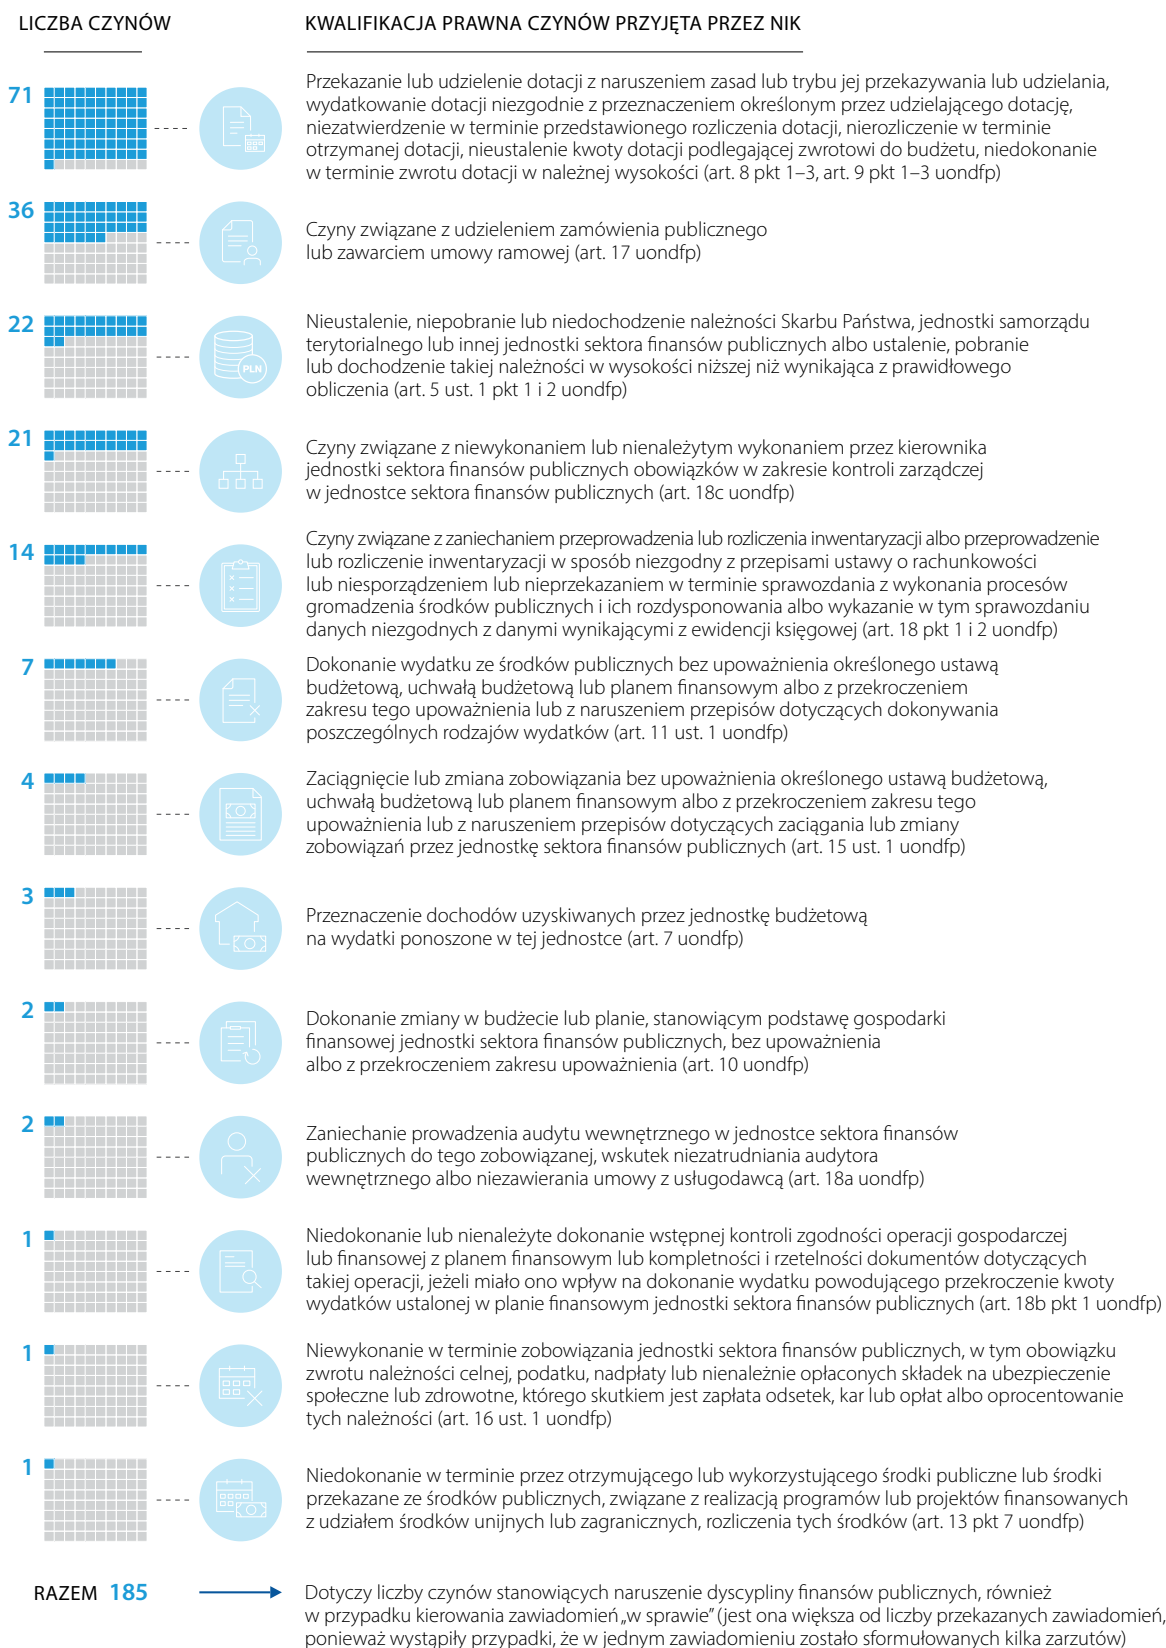 LICZBA CZYNÓW
KWALIFIKACJA PRAWNA CZYNÓW PRZYJĘTA PRZEZ NIK
71
Przekazanie lub udzielenie dotacji z naruszeniem zasad lub trybu jej przekazywania lub udzielania,
wydatkowanie dotacji niezgodnie z przeznaczeniem określonym przez udzielającego dotację,
niezatwierdzenie w terminie przedstawionego rozliczenia dotacji, nierozliczenie w terminie
otrzymanej dotacji, nieustalenie kwoty dotacji podlegającej zwrotowi do budżetu, niedokonanie
w terminie zwrotu dotacji w należnej wysokości (art. 8 pkt 1–3, art. 9 pkt 1–3 uondfp)
36
Czyny związane z udzieleniem zamówienia publicznego
lub zawarciem umowy ramowej (art. 17 uondfp)
22
PLN
Nieustalenie, niepobranie lub niedochodzenie należności Skarbu Państwa, jednostki samorządu
terytorialnego lub innej jednostki sektora finansów publicznych albo ustalenie, pobranie
lub dochodzenie takiej należności w wysokości niższej niż wynikająca z prawidłowego
obliczenia (art. 5 ust. 1 pkt 1 i 2 uondfp)
21
Czyny związane z niewykonaniem lub nienależytym wykonaniem przez kierownika
jednostki sektora finansów publicznych obowiązków w zakresie kontroli zarządczej
w jednostce sektora finansów publicznych (art. 18c uondfp)
14
Czyny związane z zaniechaniem przeprowadzenia lub rozliczenia inwentaryzacji albo przeprowadzenie
lub rozliczenie inwentaryzacji w sposób niezgodny z przepisami ustawy o rachunkowości
lub niesporządzeniem lub nieprzekazaniem w terminie sprawozdania z wykonania procesów
gromadzenia środków publicznych i ich rozdysponowania albo wykazanie w tym sprawozdaniu
danych niezgodnych z danymi wynikającymi z ewidencji księgowej (art. 18 pkt 1 i 2 uondfp)
7
Dokonanie wydatku ze środków publicznych bez upoważnienia określonego ustawą
budżetową, uchwałą budżetową lub planem finansowym albo z przekroczeniem
zakresu tego upoważnienia lub z naruszeniem przepisów dotyczących dokonywania
poszczególnych rodzajów wydatków (art. 11 ust. 1 uondfp)
4
Zaciągnięcie lub zmiana zobowiązania bez upoważnienia określonego ustawą budżetową,
uchwałą budżetową lub planem finansowym albo z przekroczeniem zakresu tego
upoważnienia lub z naruszeniem przepisów dotyczących zaciągania lub zmiany
zobowiązań przez jednostkę sektora finansów publicznych (art. 15 ust. 1 uondfp)
3
Przeznaczenie dochodów uzyskiwanych przez jednostkę budżetową
na wydatki ponoszone w tej jednostce (art. 7 uondfp)
2
Dokonanie zmiany w budżecie lub planie, stanowiącym podstawę gospodarki
finansowej jednostki sektora finansów publicznych, bez upoważnienia
albo z przekroczeniem zakresu upoważnienia (art. 10 uondfp)
2
Zaniechanie prowadzenia audytu wewnętrznego w jednostce sektora finansów
publicznych do tego zobowiązanej, wskutek niezatrudniania audytora
wewnętrznego albo niezawierania umowy z usługodawcą (art. 18a uondfp)
1
Niedokonanie lub nienależyte dokonanie wstępnej kontroli zgodności operacji gospodarczej
lub finansowej z planem finansowym lub kompletności i rzetelności dokumentów dotyczących
takiej operacji, jeżeli miało ono wpływ na dokonanie wydatku powodującego przekroczenie kwoty
wydatków ustalonej w planie finansowym jednostki sektora finansów publicznych (art. 18b pkt 1 uondfp)
1
Niewykonanie w terminie zobowiązania jednostki sektora finansów publicznych, w tym obowiązku
zwrotu należności celnej, podatku, nadpłaty lub nienależnie opłaconych składek na ubezpieczenie
społeczne lub zdrowotne, którego skutkiem jest zapłata odsetek, kar lub opłat albo oprocentowanie
tych należności (art. 16 ust. 1 uondfp)
1
Niedokonanie w terminie przez otrzymującego lub wykorzystującego środki publiczne lub środki
przekazane ze środków publicznych, związane z realizacją programów lub projektów finansowanych
z udziałem środków unijnych lub zagranicznych, rozliczenia tych środków (art. 13 pkt 7 uondfp)
RAZEM 185
Dotyczy liczby czynów stanowiących naruszenie dyscypliny finansów publicznych, również
w przypadku kierowania zawiadomień „w sprawie” (jest ona większa od liczby przekazanych zawiadomień,
ponieważ wystąpiły przypadki, że w jednym zawiadomieniu zostało sformułowanych kilka zarzutów)